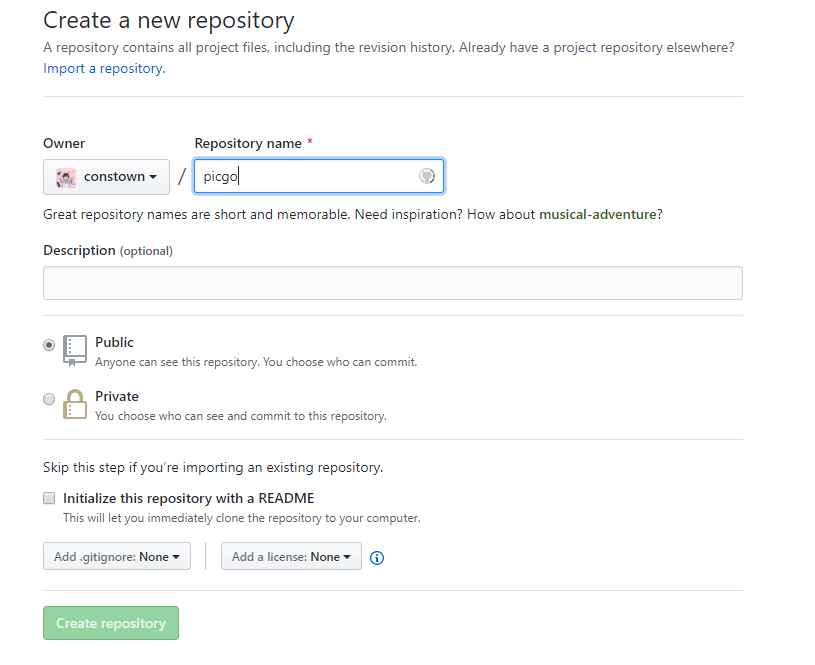 Create a new repository
A repository contains all project files, including the revision history. Already have a project repository elsewhere?
Import a repository.
Owner
Repository name *
constown / picgo
Great repository names are short and memorable. Need inspiration? How about musical-adventure?
Description (optional)
Public
Anyone can see this repository. You choose who can commit.
Private
You choose who can see and commit to this repository.
Skip this step if you’re importing an existing repository.
Initialize this repository with a README
This will let you immediately clone the repository to your computer.
Add .gitignore: None
Add a license: None
Create repository